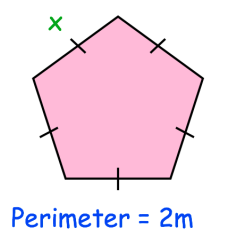 x
Perimeter = 2m